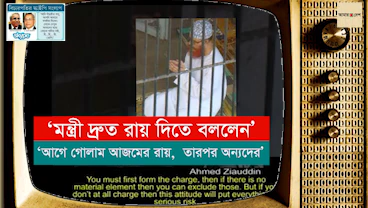 বিচারপতির স্কাইপি সংলাপ
‘মন্ত্রী দ্রুত রায় দিতে বললেন’
‘আগে গোলাম আজমের রায়, তারপর অন্যদের’
Ahmed Ziauddin
You must first form the charge, then if there is no
material element then you can exclude those. But if you
don't at all charge then this attitude will put everything
serious risk